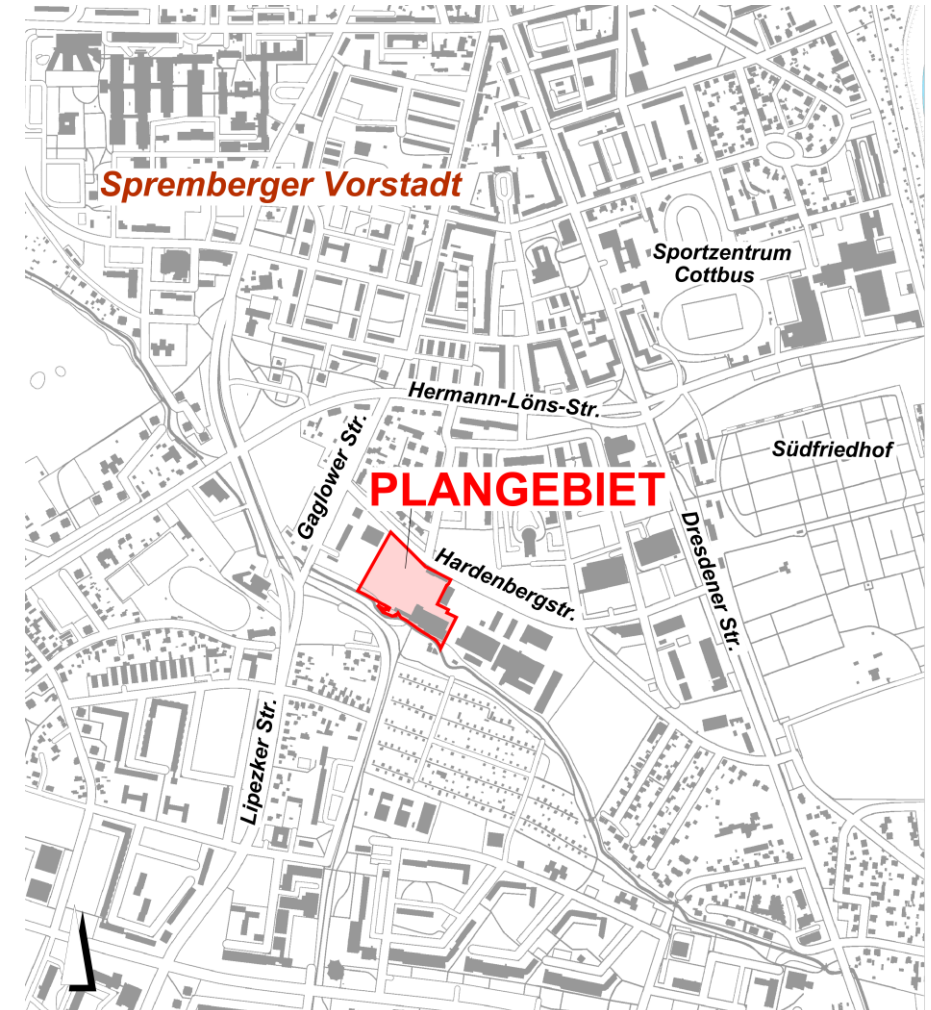 Spremberger Vorstadt
Sportzentrum
Cottbus
Hermann-Löns-Str.
Gaglower Str.
Südfriedhof
PLANGEBIET
Hardenbergstr.
Dresdener Str.
Lipezker Str.